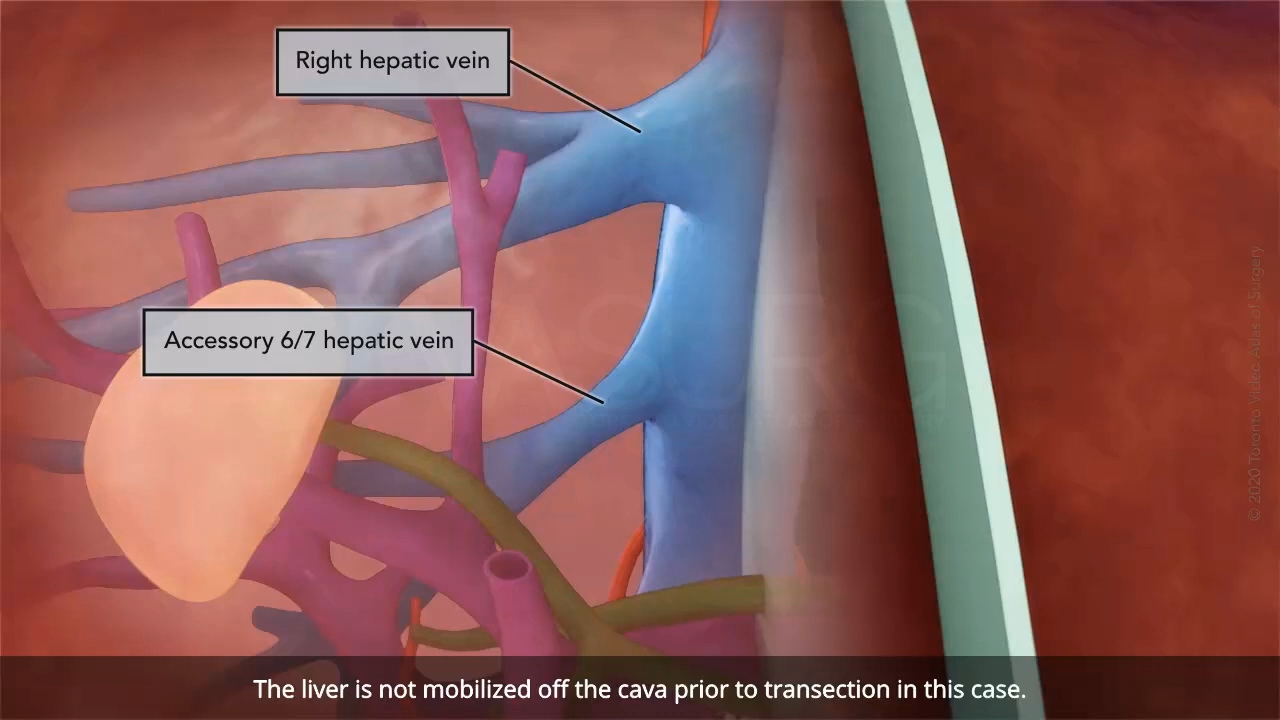 Right hepatic vein
Accessory 6/7 hepatic vein
© 2020 Toronto Video Atlas of Surgery
The liver is not mobilized off the cava prior to transection in this case.